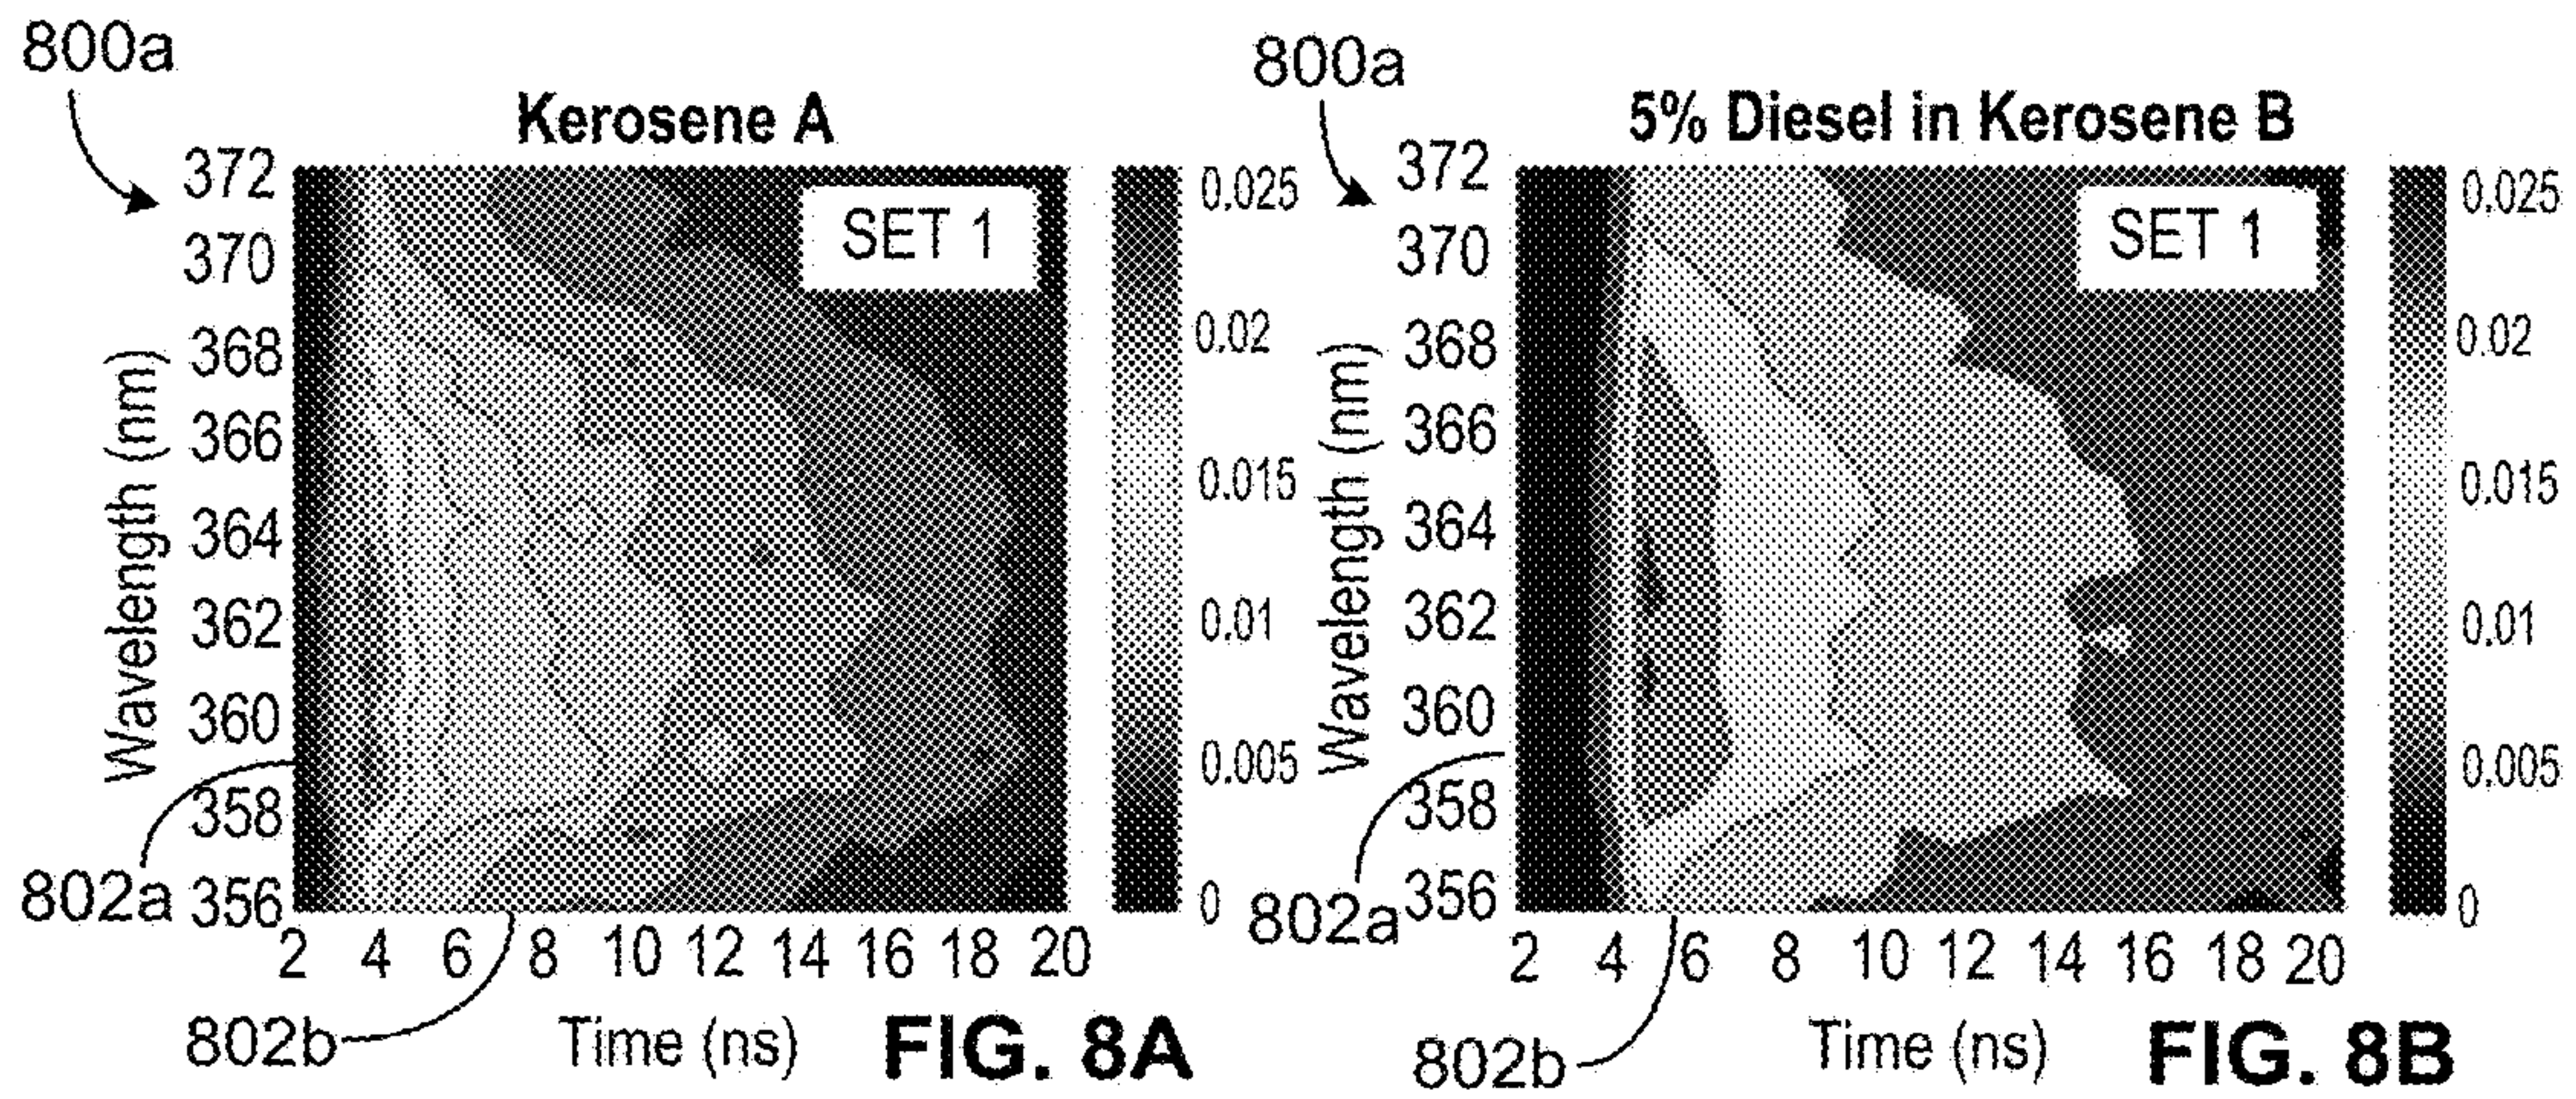 800a
Kerosene A
SET 1
372
370
368
366
364
362
360
358
356
Wavelength (nm)
802a
2 4 6 8 10 12 14 16 18 20
802b
Time (ns)
FIG. 8A
0.025
0.02
0.015
0.01
0.005
0
800a
5% Diesel in Kerosene B
SET 1
372
370
368
366
364
362
360
358
356
Wavelength (nm)
802a
2 4 6 8 10 12 14 16 18 20
802b
Time (ns)
FIG. 8B
0.025
0.02
0.015
0.01
0.005
0